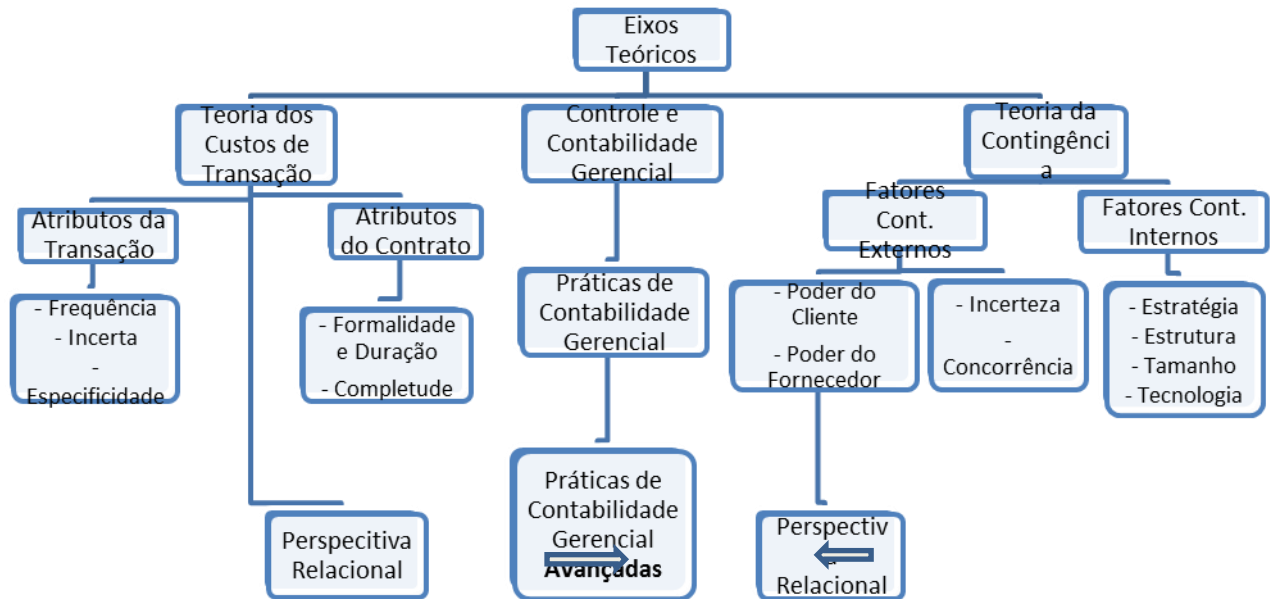 Eixos
Teóricos
Teoria dos
Custos de
Transação
Controle e
Contabilidade
Gerencial
Teoria da
Contingênci
a
Atributos da
Transação
Atributos
do Contrato
Fatores
Cont.
Externos
Fatores Cont.
Internos
- Frequência
- Incerta
-
Especificidade
- Formalidade
e Duração
- Completude
Práticas de
Contabilidade
Gerencial
- Poder do
Cliente
- Poder do
Fornecedor
- Incerteza
-
Concorrência
- Estratégia
- Estrutura
- Tamanho
- Tecnologia
Perspecitiva
Relacional
Práticas de
Contabilidade
Gerencial
Avançadas
Perspectiv
Relacional